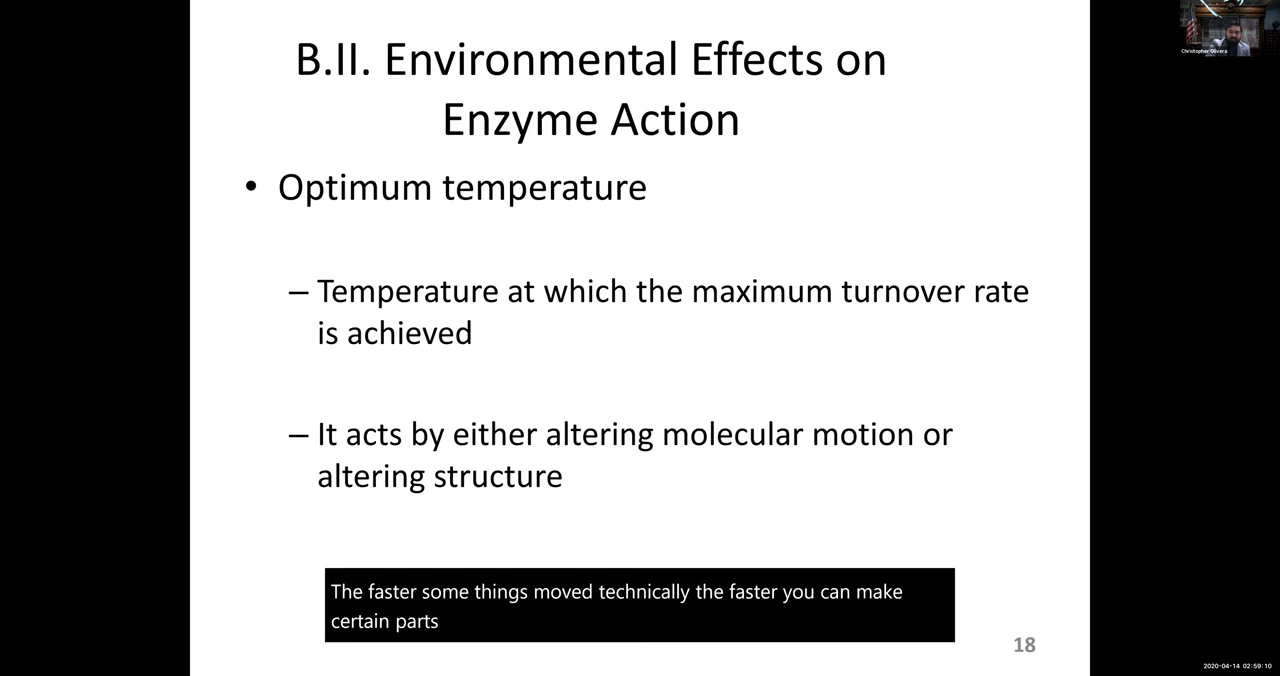 B.II. Environmental Effects on
Enzyme Action
• Optimum temperature
– Temperature at which the maximum turnover rate
is achieved
– It acts by either altering molecular motion or
altering structure
The faster some things moved technically the faster you can make
certain parts
18
Christopher Olivera
2020-04-14 02:59:10